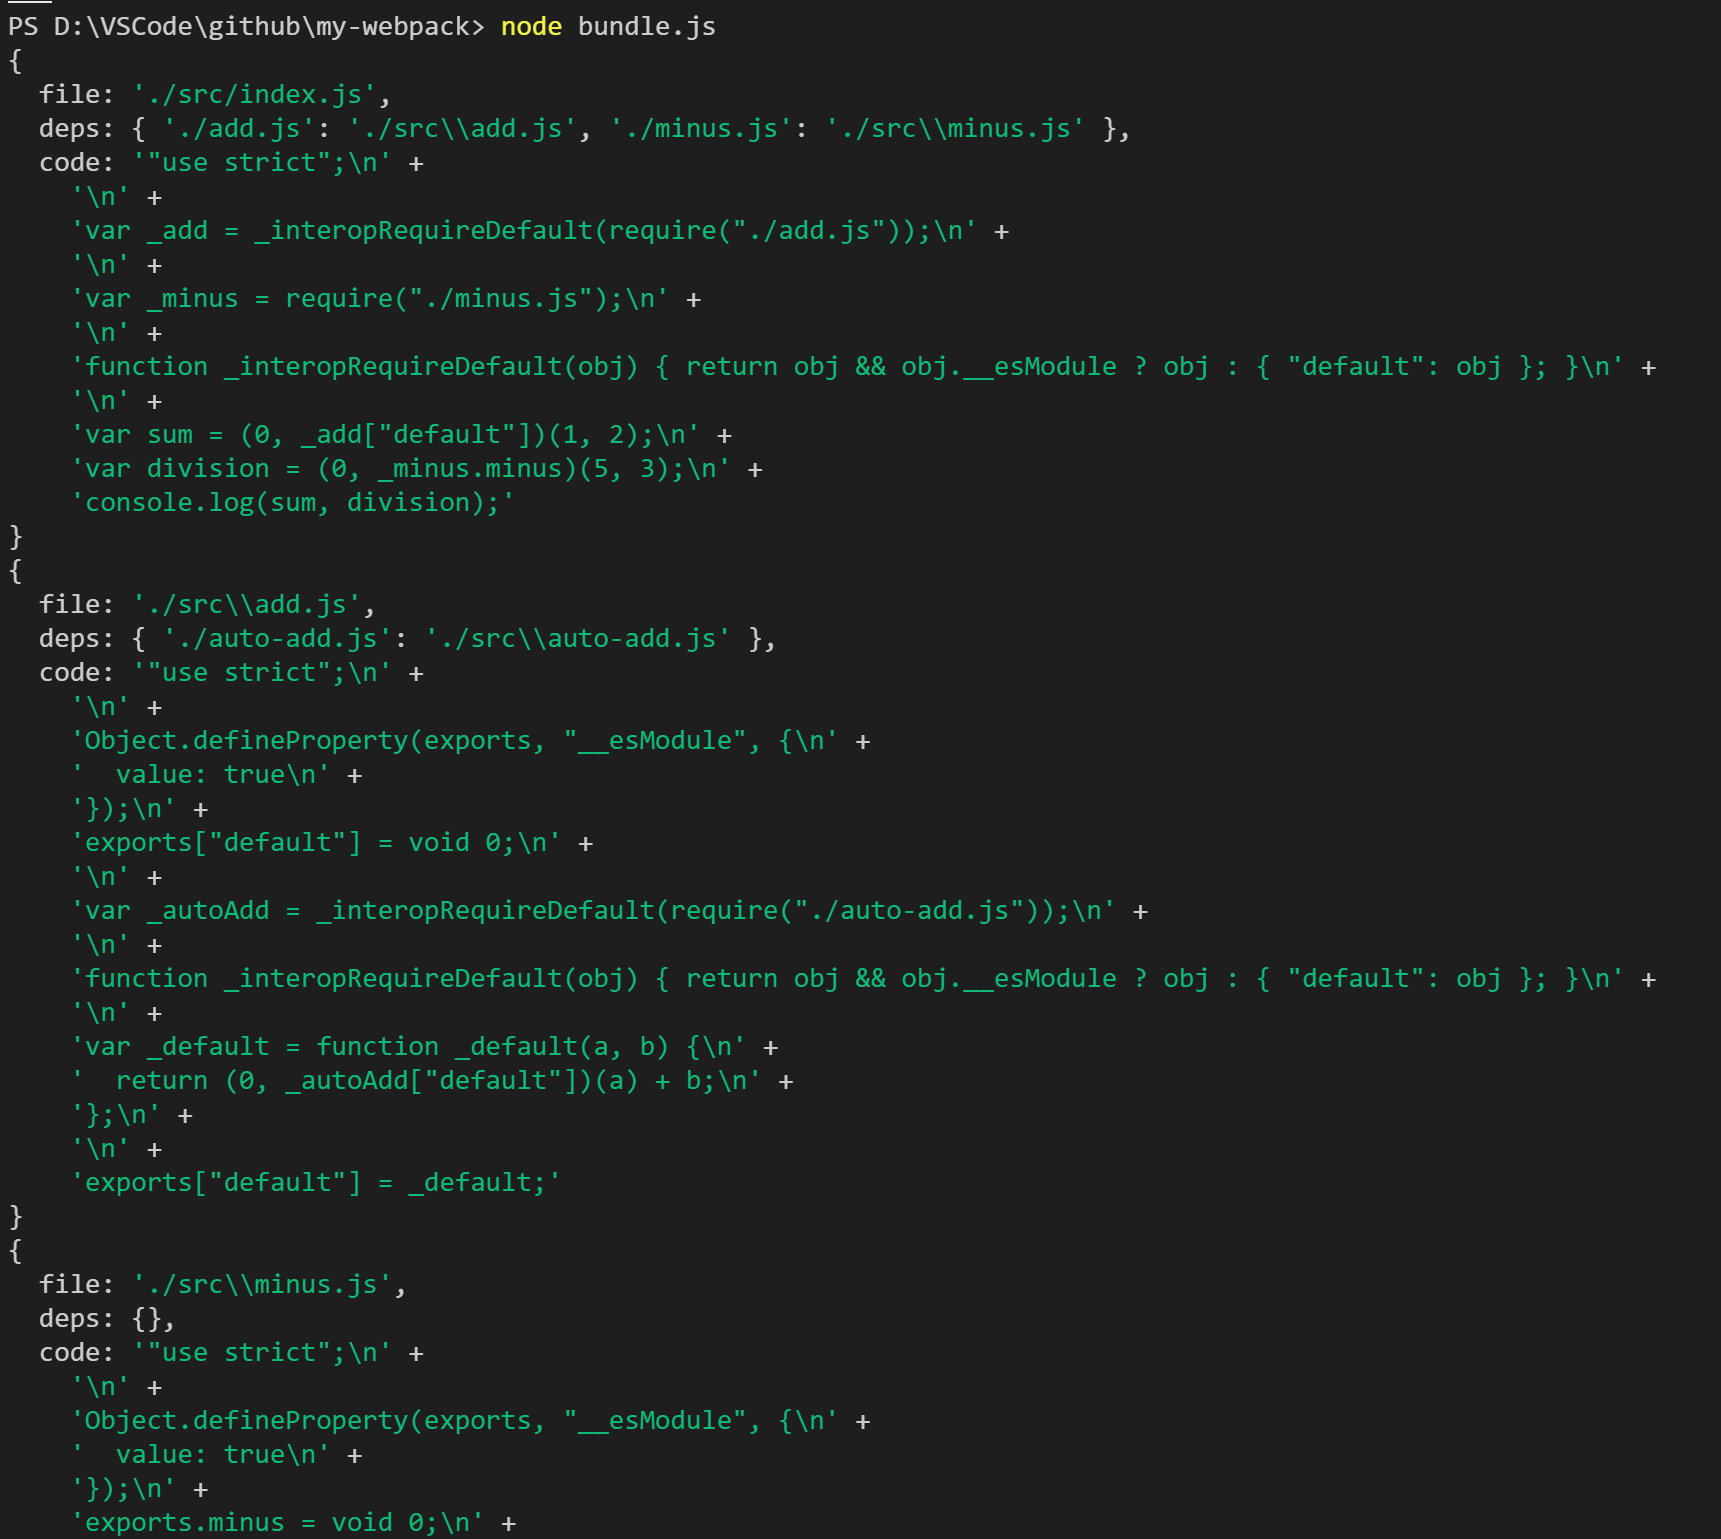 PS D:\VSCode\github\my-webpack> node bundle.js
{
  file: './src/index.js',
  deps: { './add.js': './src\\add.js', './minus.js': './src\\minus.js' },
  code: '"use strict";\n' +
    '\n' +
    'var _add = _interopRequireDefault(require("./add.js"));\n' +
    '\n' +
    'var _minus = require("./minus.js");\n' +
    '\n' +
    'function _interopRequireDefault(obj) { return obj && obj.__esModule ? obj : { "default": obj }; }\n' +
    '\n' +
    'var sum = (0, _add["default"])(1, 2);\n' +
    'var division = (0, _minus.minus)(5, 3);\n' +
    'console.log(sum, division);'
}
{
  file: './src\\add.js',
  deps: { './auto-add.js': './src\\auto-add.js' },
  code: '"use strict";\n' +
    '\n' +
    'Object.defineProperty(exports, "__esModule", {\n' +
    '  value: true\n' +
    '});\n' +
    'exports["default"] = void 0;\n' +
    '\n' +
    'var _autoAdd = _interopRequireDefault(require("./auto-add.js"));\n' +
    '\n' +
    'function _interopRequireDefault(obj) { return obj && obj.__esModule ? obj : { "default": obj }; }\n' +
    '\n' +
    'var _default = function _default(a, b) {\n' +
    '  return (0, _autoAdd["default"])(a) + b;\n' +
    '};\n' +
    '\n' +
    'exports["default"] = _default;'
}
{
  file: './src\\minus.js',
  deps: {},
  code: '"use strict";\n' +
    '\n' +
    'Object.defineProperty(exports, "__esModule", {\n' +
    '  value: true\n' +
    '});\n' +
    'exports.minus = void 0;\n' +